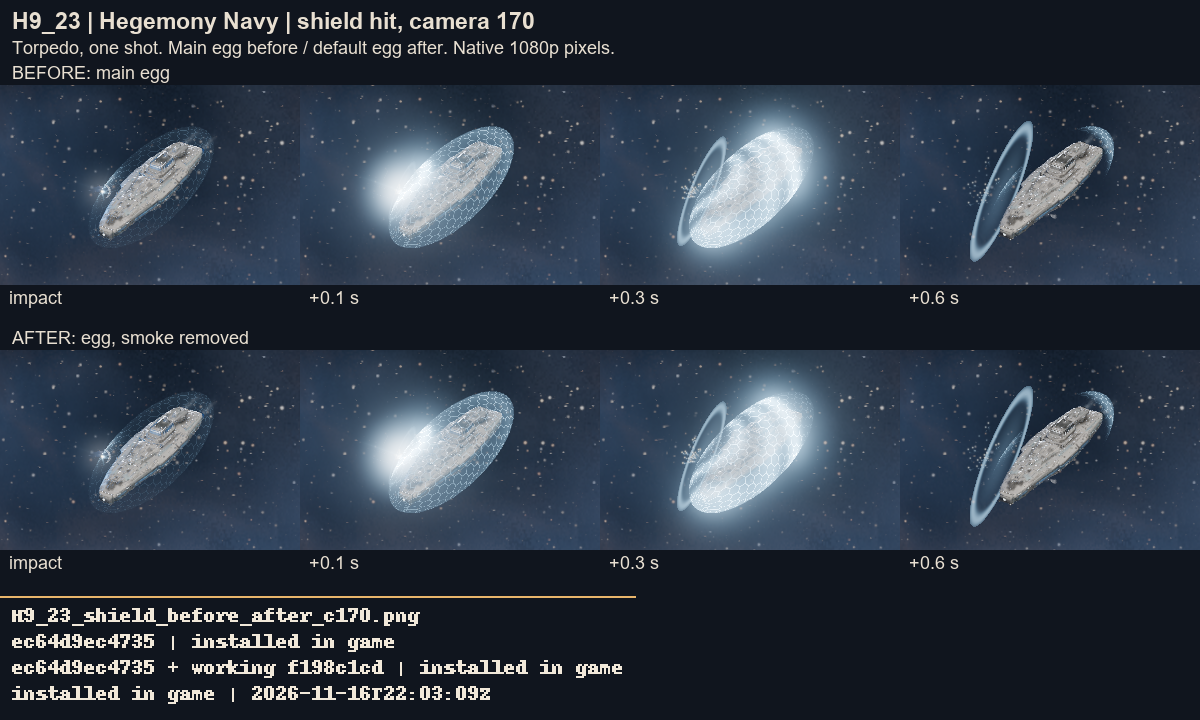 H9_23 | Hegemony Navy | shield hit, camera 170
Torpedo, one shot. Main egg before / default egg after. Native 1080p pixels.
BEFORE: main egg
impact +0.1 s +0.3 s +0.6 s
AFTER: egg, smoke removed
impact +0.1 s +0.3 s +0.6 s
H9_23_shield_before_after_c170.png
ec64d9ec4735 | installed in game
ec64d9ec4735 + working f198c1cd | installed in game
installed in game | 2026-11-16T22:03:09Z